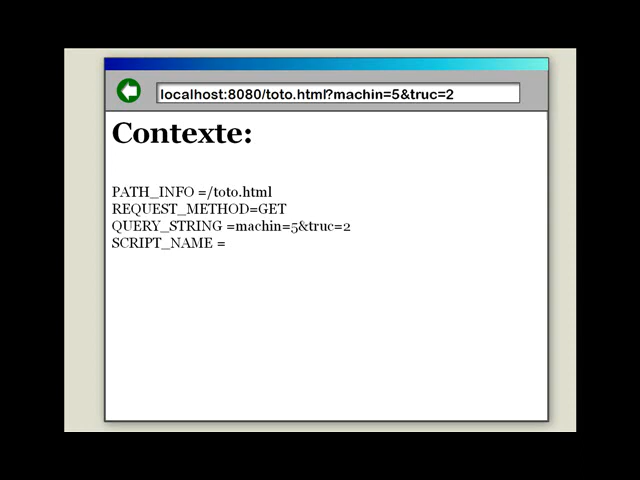 localhost:8080/toto.html?machin=5&truc=2
Contexte:
PATH_INFO =/toto.html
REQUEST_METHOD=GET
QUERY_STRING =machin=5&truc=2
SCRIPT_NAME =